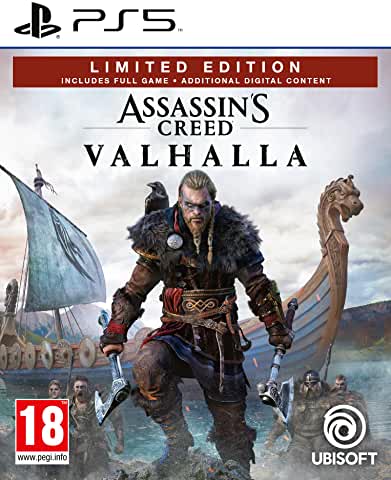 PS5
LIMITED EDITION
INCLUDES FULL GAME • ADDITIONAL DIGITAL CONTENT
ASSASSIN'S
CREED
VALHALLA
18
www.pegi.info
UBISOFT